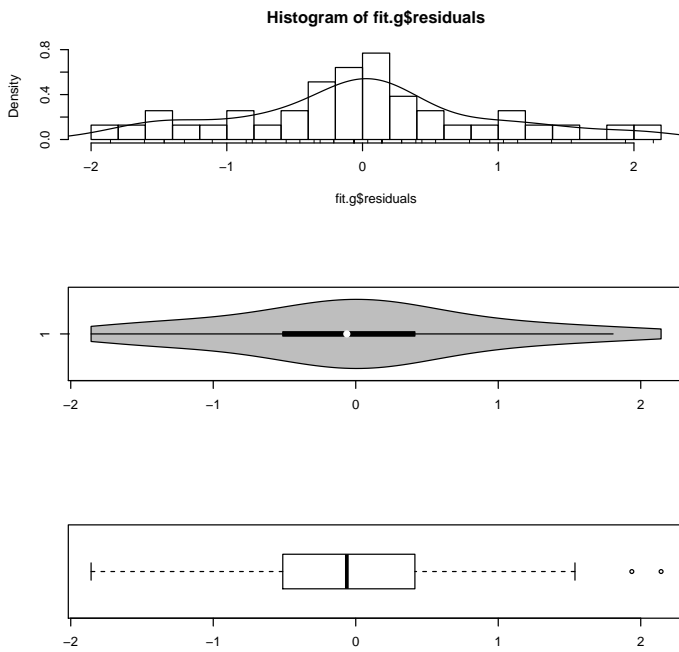 Histogram of fit.g$residuals
Density
0.0
0.4
0.8
−2 −1 0 1 2
fit.g$residuals
1
−2 −1 0 1 2
−2 −1 0 1 2